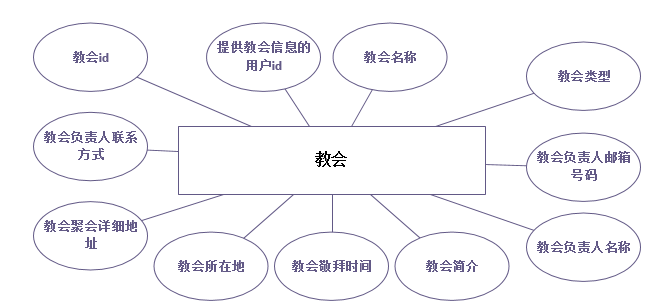 教会id
提供教会信息的
用户id
教会名称
教会类型
教会负责人联系
方式
教会
教会负责人邮箱
号码
教会聚会详细地
址
教会负责人名称
教会所在地
教会敬拜时间
教会简介